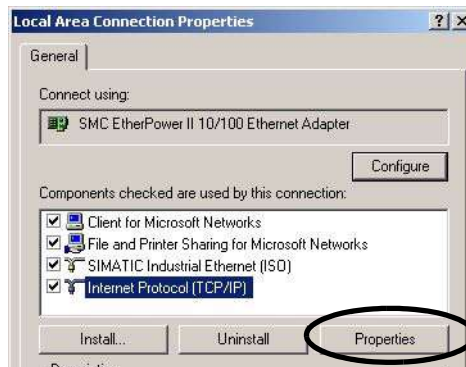 Local Area Connection Properties
General
Connect using:
SMC EtherPower II 10/100 Ethernet Adapter
Configure
Components checked are used by this connection:
Client for Microsoft Networks
File and Printer Sharing for Microsoft Networks
SIMATIC Industrial Ethernet (ISO)
Internet Protocol (TCP/IP)
Install... Uninstall Properties